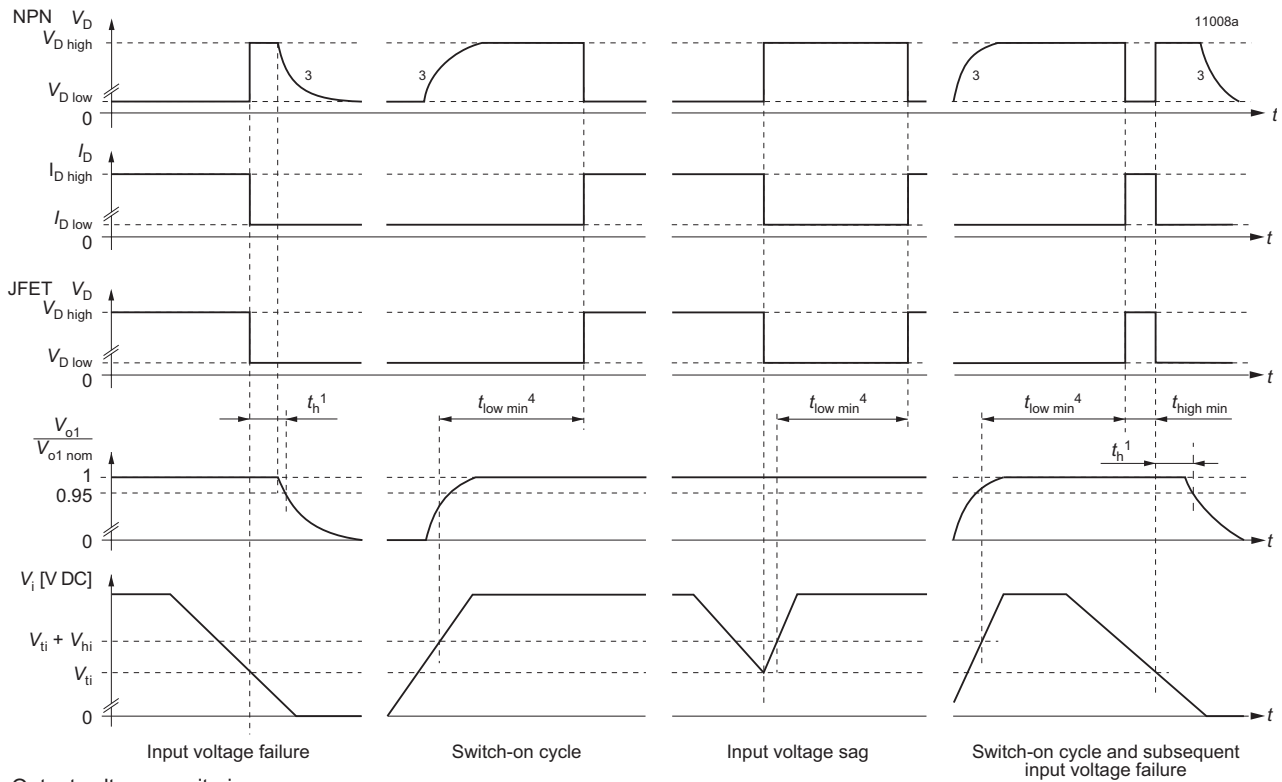 NPN V_D
11008a
V_D high
3 3 3 3
V_D low
0
t
I_D
I_D high
I_D low
0
t
JFET V_D
V_D high
V_D low
0
t
t_h^1 t_low min^4 t_low min^4 t_low min^4 t_high min
V_o1
V_o1 nom
t_h^1
1
0.95
0
t
V_i [V DC]
V_ti + V_hi
V_ti
0
t
Input voltage failure Switch-on cycle Input voltage sag Switch-on cycle and subsequent
input voltage failure